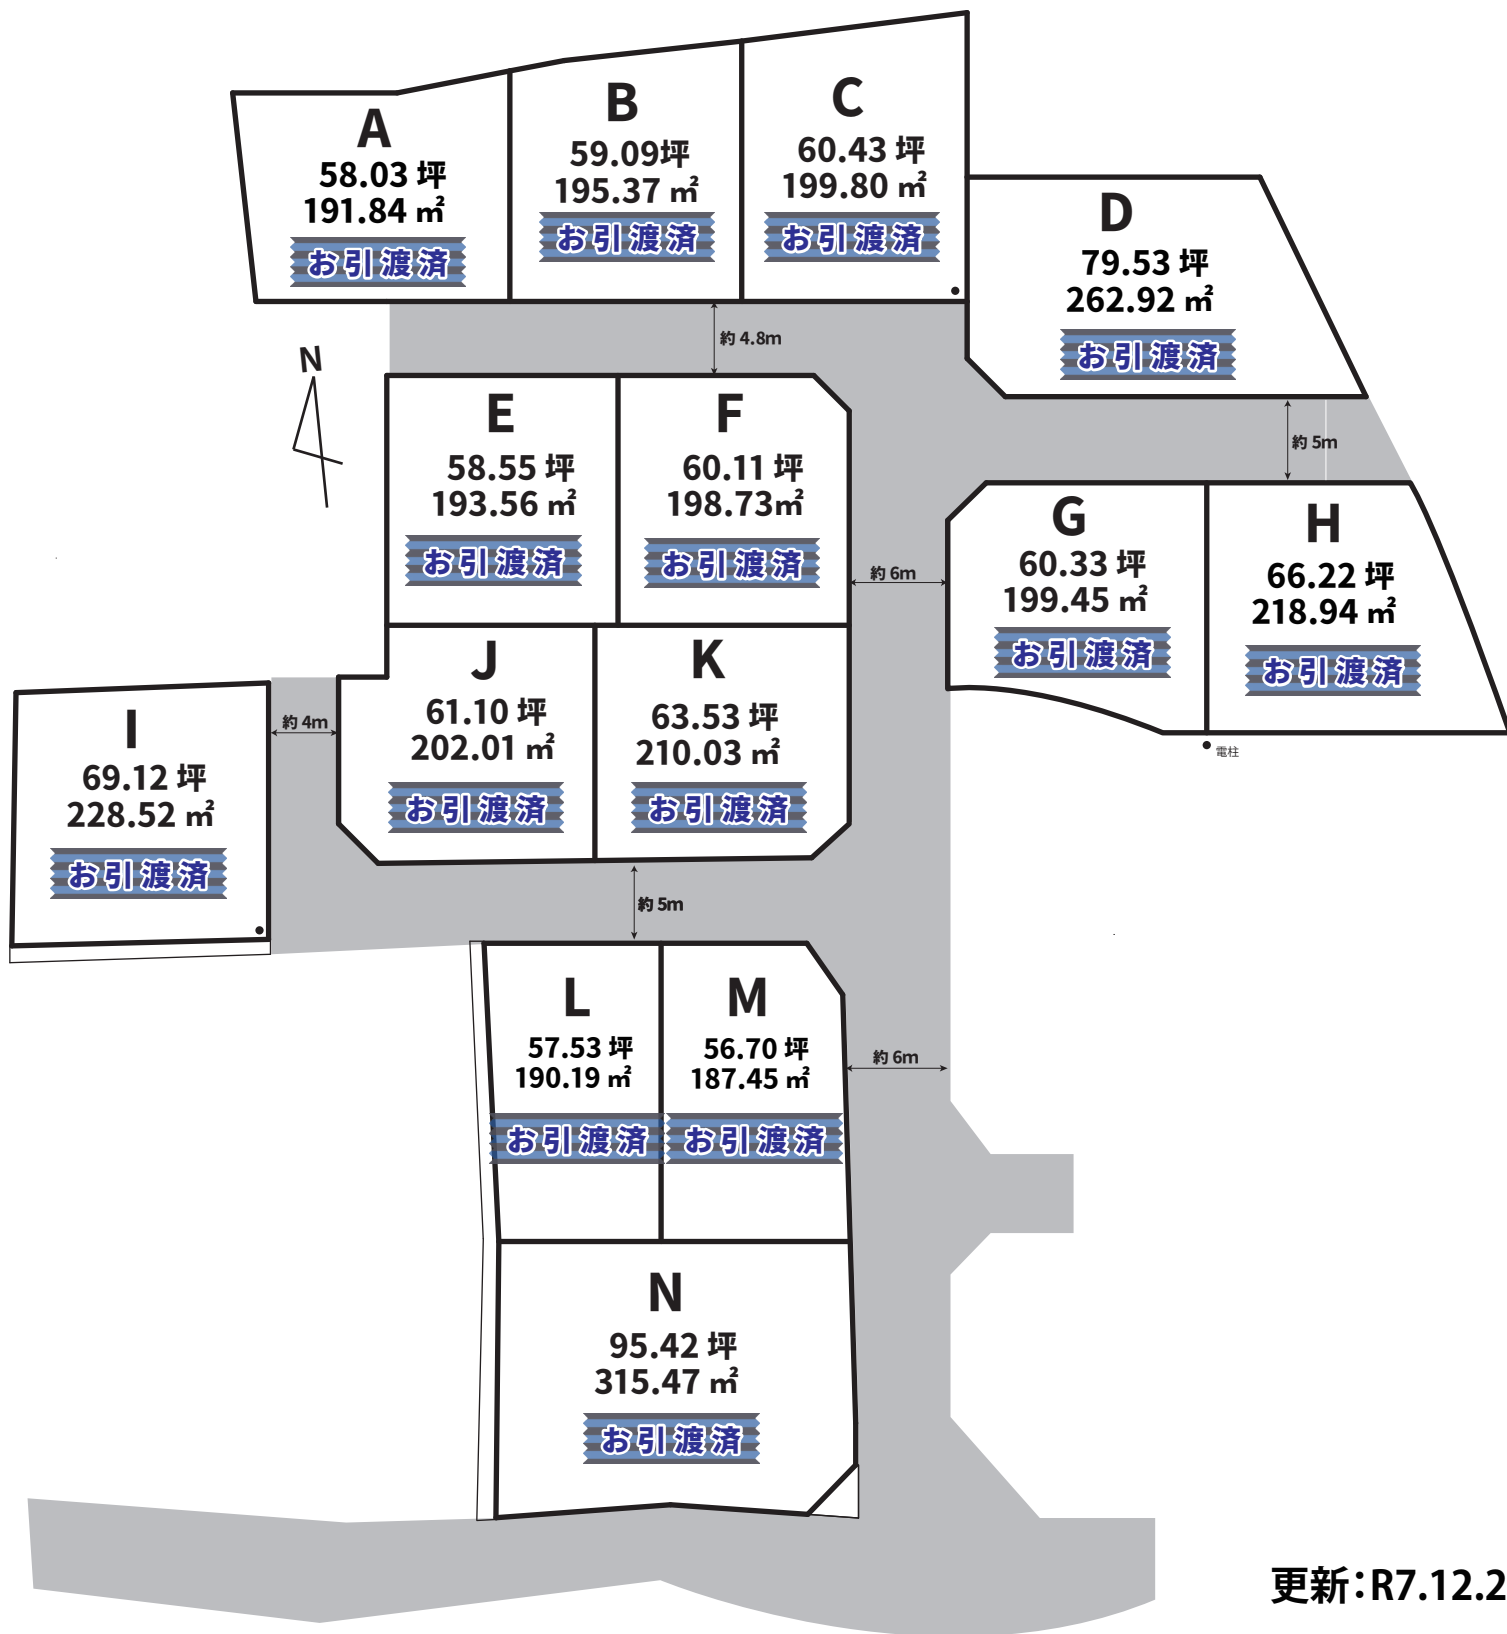 A
58.03 坪
191.84 ㎡
お引渡済
B
59.09坪
195.37 ㎡
お引渡済
C
60.43 坪
199.80 ㎡
お引渡済
D
79.53 坪
262.92 ㎡
お引渡済
約 4.8m
N
E
58.55 坪
193.56 ㎡
お引渡済
F
60.11 坪
198.73㎡
お引渡済
約 5m
約 6m
G
60.33 坪
199.45 ㎡
お引渡済
H
66.22 坪
218.94 ㎡
お引渡済
電柱
I
69.12 坪
228.52 ㎡
お引渡済
約 4m
J
61.10 坪
202.01 ㎡
お引渡済
K
63.53 坪
210.03 ㎡
お引渡済
約 5m
L
57.53 坪
190.19 ㎡
お引渡済
M
56.70 坪
187.45 ㎡
お引渡済
約 6m
N
95.42 坪
315.47 ㎡
お引渡済
更新：R7.12.2